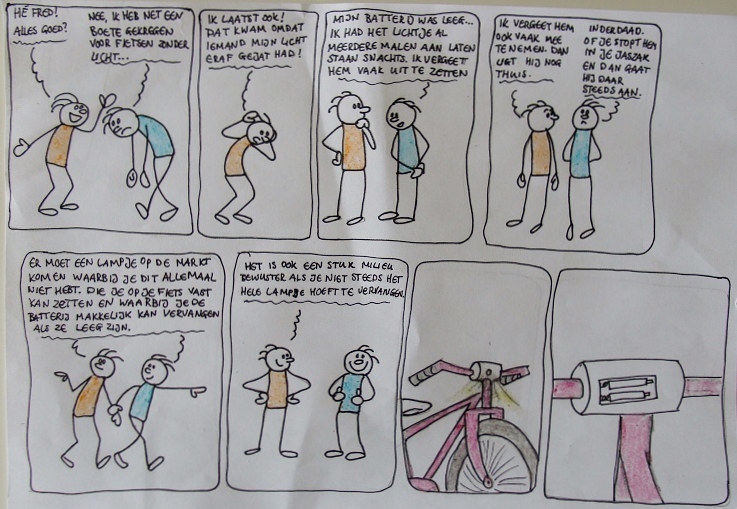 HÉ FRED!
ALLES GOED?
NEE, IK HEB NET EEN
BOETE GEKREGEN
VOOR FIETSEN ZONDER
LICHT...
IK LAATST OOK!
DAT KWAM OMDAT
IEMAND MIJN LICHT
ERAF GEJAT HAD!
MIJN BATTERIJ WAS LEEG...
IK HAD HET LICHTJE AL
MEERDERE MALEN AAN LATEN
STAAN SNACHTS. IK VERGEET
HEM VAAK UIT TE ZETTEN
IK VERGEET HEM
OOK VAAK MEE
TE NEMEN. DAN
LIGT HIJ NOG
THUIS.
INDERDAAD.
OF JE STOPT HEM
IN JE JASZAK
EN DAN GAAT
HIJ DAAR
STEEDS AAN.
ER MOET EEN LAMPJE OP DE MARKT
KOMEN WAARBIJ JE DIT ALLEMAAL
NIET HEBT. DIE JE OP JE FIETS VAST
KAN ZETTEN EN WAARBIJ JE DE
BATTERIJ MAKKELIJK KAN VERVANGEN
ALS ZE LEEG ZIJN.
HET IS OOK EEN STUK MILIEU
BEWUSTER ALS JE NIET STEEDS HET
HELE LAMPJE HOEFT TE VERVANGEN.